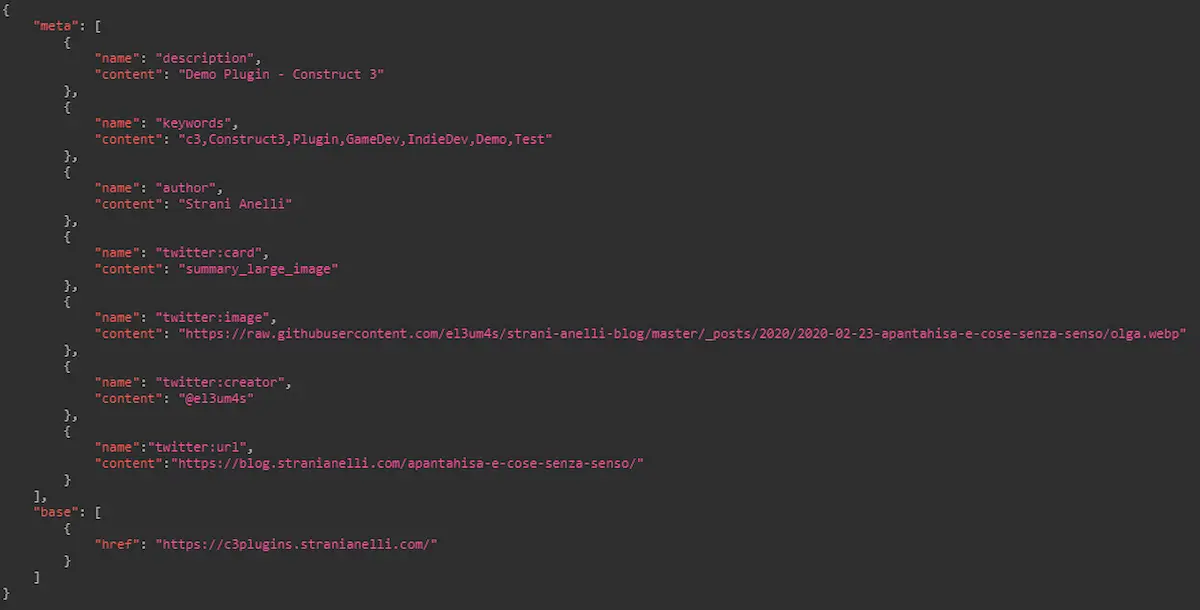 {
    "meta": [
        {
            "name": "description",
            "content": "Demo Plugin - Construct 3"
        },
        {
            "name": "keywords",
            "content": "c3,Construct3,Plugin,GameDev,IndieDev,Demo,Test"
        },
        {
            "name": "author",
            "content": "Strani Anelli"
        },
        {
            "name": "twitter:card",
            "content": "summary_large_image"
        },
        {
            "name": "twitter:image",
            "content": "https://raw.githubusercontent.com/el3um4s/strani-anelli-blog/master/_posts/2020/2020-02-23-apantahisa-e-cose-senza-senso/olga.webp"
        },
        {
            "name": "twitter:creator",
            "content": "@el3um4s"
        },
        {
            "name":"twitter:url",
            "content":"https://blog.stranianelli.com/apantahisa-e-cose-senza-senso/"
        }
    ],
    "base": [
        {
            "href": "https://c3plugins.stranianelli.com/"
        }
    ]
}